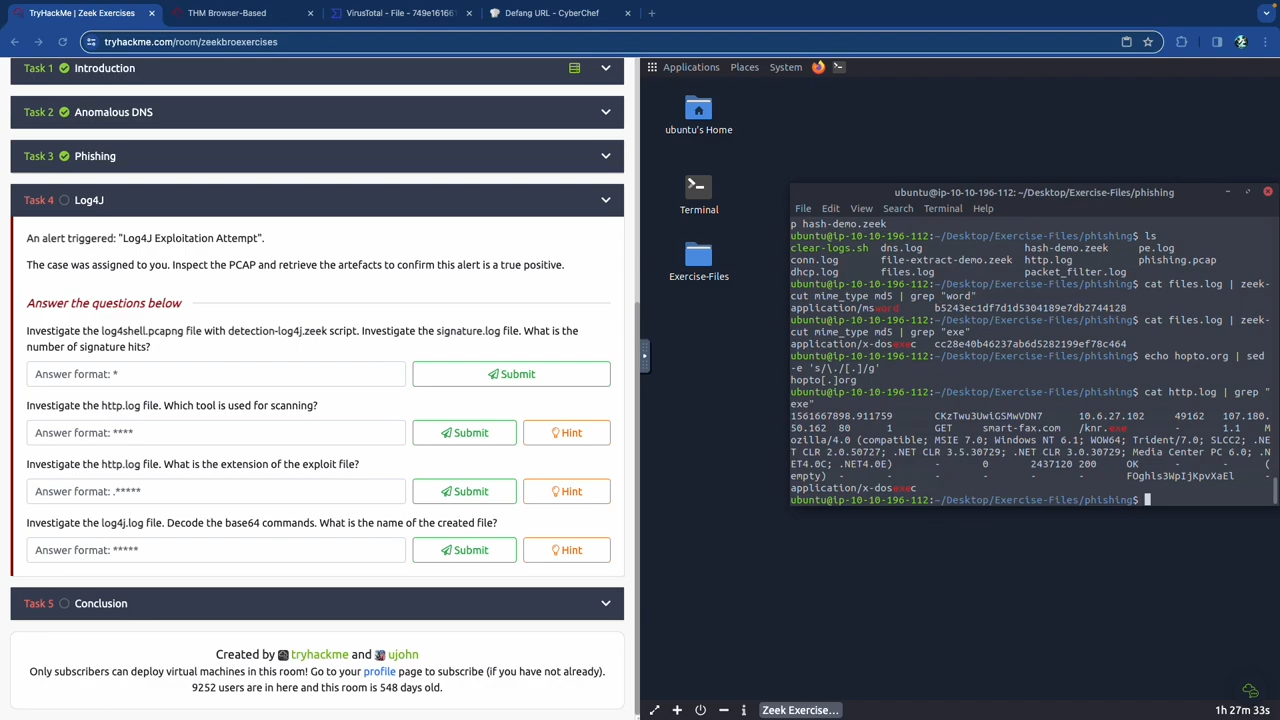 TryHackMe | Zeek Exercises
THM Browser-Based
VirusTotal - File - 749e16166
Defang URL - CyberChef
tryhackme.com/room/zeekbroexercises
Task 1 Introduction
Task 2 Anomalous DNS
Task 3 Phishing
Task 4 Log4J
An alert triggered: "Log4J Exploitation Attempt".
The case was assigned to you. Inspect the PCAP and retrieve the artefacts to confirm this alert is a true positive.
Answer the questions below
Investigate the log4shell.pcapng file with detection-log4j.zeek script. Investigate the signature.log file. What is the
number of signature hits?
Answer format: *
Submit
Investigate the http.log file. Which tool is used for scanning?
Answer format: ****
Submit
Hint
Investigate the http.log file. What is the extension of the exploit file?
Answer format: .*****
Submit
Hint
Investigate the log4j.log file. Decode the base64 commands. What is the name of the created file?
Answer format: *****
Submit
Hint
Task 5 Conclusion
Created by tryhackme and ujohn
Only subscribers can deploy virtual machines in this room! Go to your profile page to subscribe (if you have not already).
9252 users are in here and this room is 548 days old.
Applications Places System
ubuntu's Home
Terminal
Exercise-Files
ubuntu@ip-10-10-196-112: ~/Desktop/Exercise-Files/phishing
File Edit View Search Terminal Help
p hash-demo.zeek
ubuntu@ip-10-10-196-112:~/Desktop/Exercise-Files/phishing$ ls
clear-logs.sh dns.log hash-demo.zeek pe.log
conn.log file-extract-demo.zeek http.log phishing.pcap
dhcp.log files.log packet_filter.log
ubuntu@ip-10-10-196-112:~/Desktop/Exercise-Files/phishing$ cat files.log | zeek-
cut mime_type md5 | grep "word"
application/msword b5243ec1df7d1d5304189e7db2744128
ubuntu@ip-10-10-196-112:~/Desktop/Exercise-Files/phishing$ cat files.log | zeek-
cut mime_type md5 | grep "exe"
application/x-dosexec cc28e40b46237ab6d5282199ef78c464
ubuntu@ip-10-10-196-112:~/Desktop/Exercise-Files/phishing$ echo hopto.org | sed
-e 's/\./[.]/g'
hopto[.]org
ubuntu@ip-10-10-196-112:~/Desktop/Exercise-Files/phishing$ cat http.log | grep "
exe"
1561667898.911759 CKzTwu3UwlGSMwVDN7 10.6.27.102 49162 107.180.
50.162 80 1 GET smart-fax.com /knr.exe - 1.1 M
ozilla/4.0 (compatible; MSIE 7.0; Windows NT 6.1; WOW64; Trident/7.0; SLCC2; .NE
T CLR 2.0.50727; .NET CLR 3.5.30729; .NET CLR 3.0.30729; Media Center PC 6.0; .N
ET4.0C; .NET4.0E) - 0 2437120 200 OK - - (
empty) - - - - - - FOghls3WpIjKpvXaEl -
application/x-dosexec
ubuntu@ip-10-10-196-112:~/Desktop/Exercise-Files/phishing$
Zeek Exercise...
1h 27m 33s